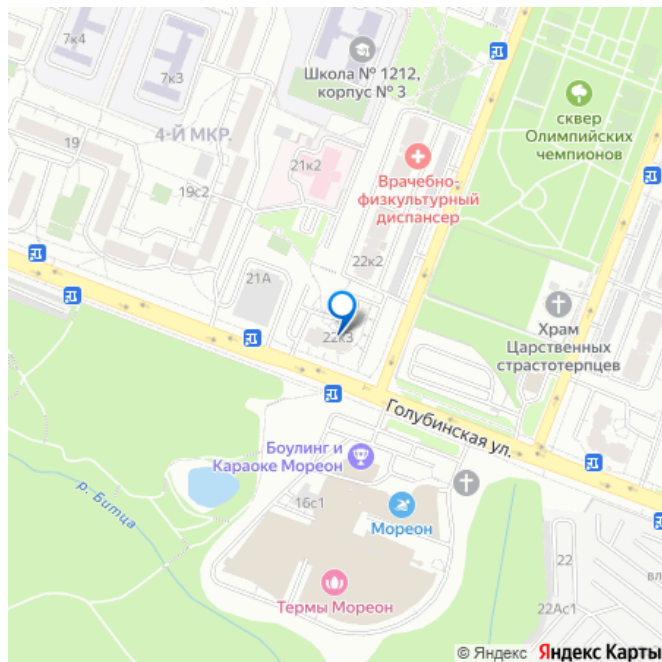 7к4
7к3
Школа № 1212,
корпус № 3
сквер
Олимпийских
чемпионов
4-Й МКР.
19
21к2
19с2
Врачебно-
физкультурный
диспансер
22к2
21А
22к3
Храм
Царственных
страстотерпцев
Голубинская ул.
Боулинг и
Караоке Мореон
р. Битца
16с1
Мореон
Термы Мореон
22
вл
22Ас1
© Яндекс Яндекс Карты